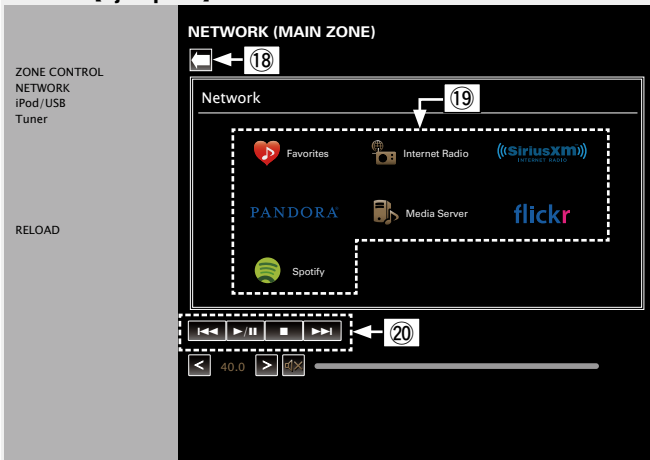 NETWORK (MAIN ZONE)
⑱
ZONE CONTROL
NETWORK
iPod/USB
Tuner
RELOAD
Network
⑲
Favorites
Internet Radio
((SiriusXM))
INTERNET RADIO
PANDORA
Media Server
flickr
Spotify
⑳
< 40.0 >